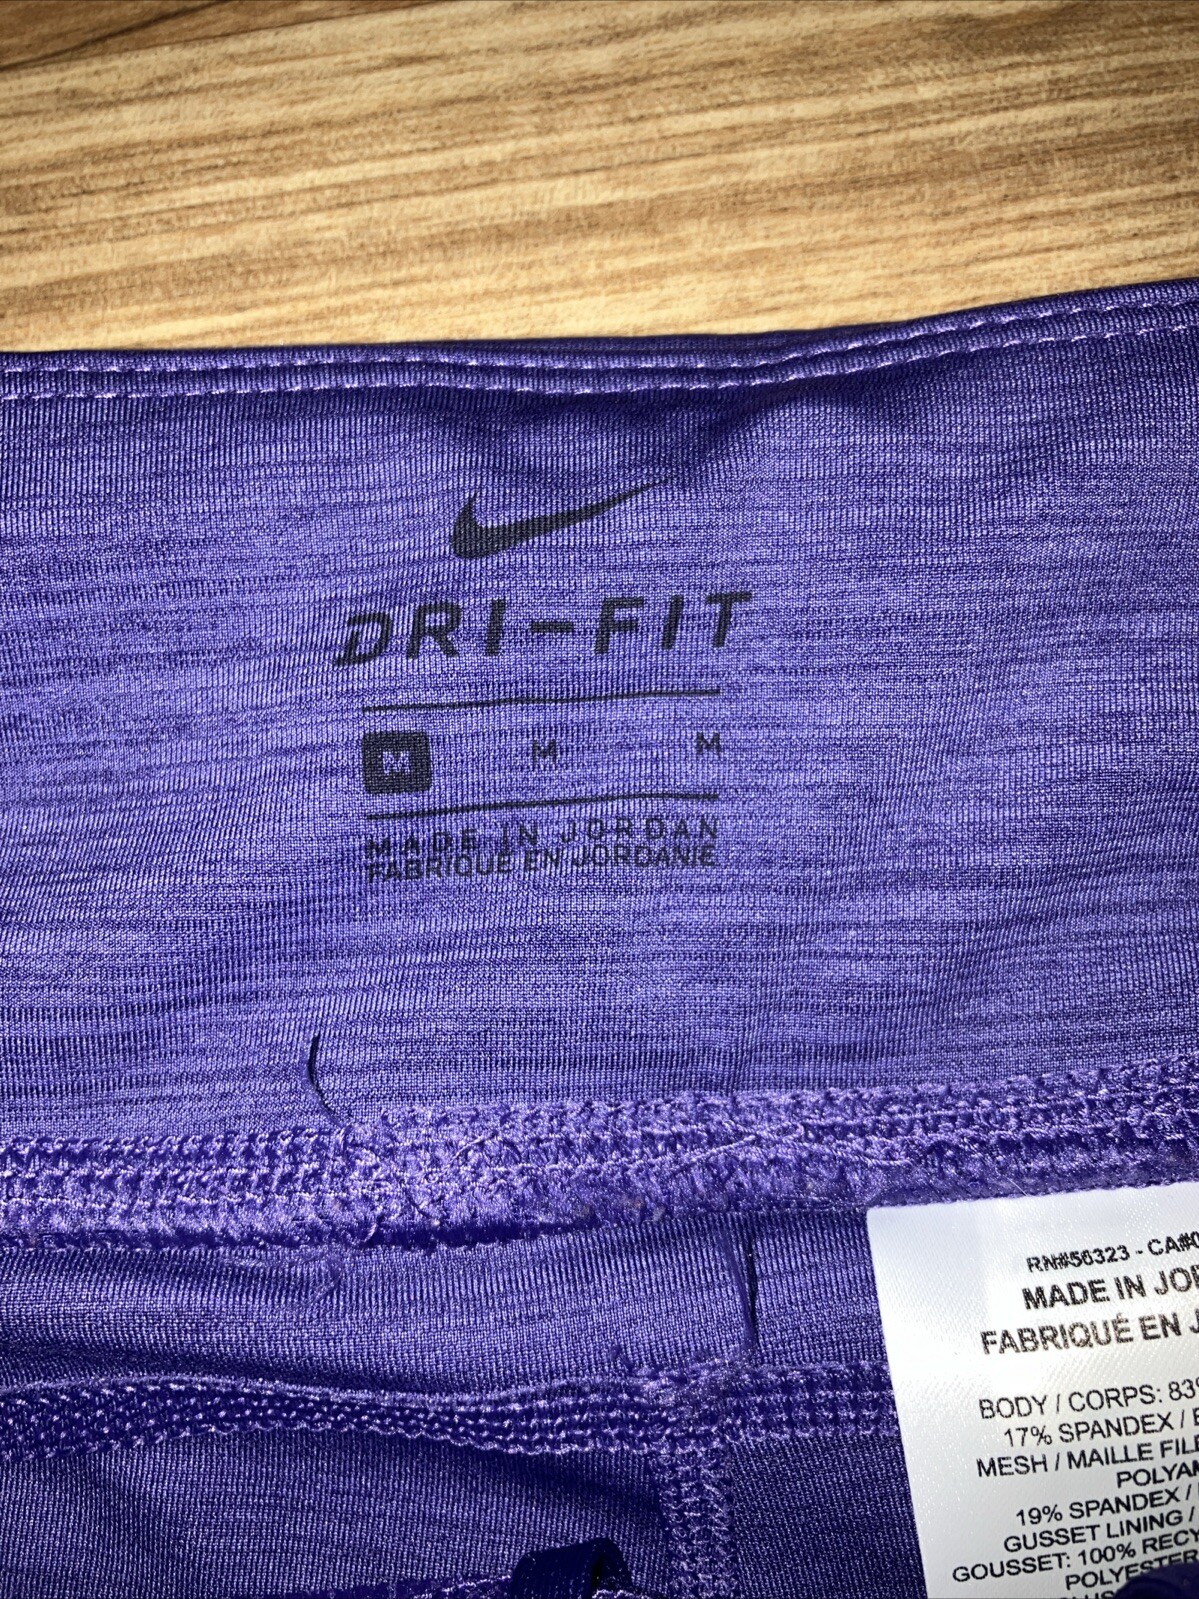 DRI-FIT
M M M
MADE IN JORDAN
FABRIQUÉ EN JORDANIE
RN#56323 - CA#0
MADE IN JOR
FABRIQUÉ EN J
BODY / CORPS: 83%
17% SPANDEX / É
MESH / MAILLE FILE
POLYAM
19% SPANDEX /
GUSSET LINING /
GOUSSET: 100% RECY
POLYESTER